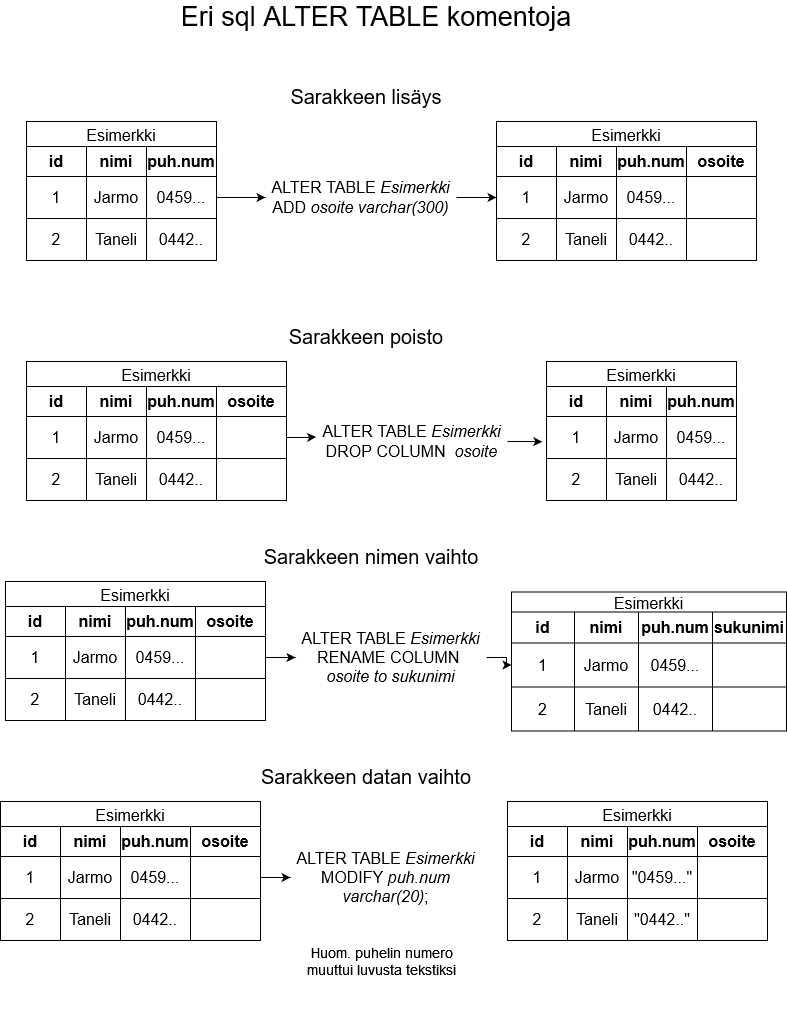 Eri sql ALTER TABLE komentoja
Sarakkeen lisäys
Esimerkki
id nimi puh.num
1 Jarmo 0459...
2 Taneli 0442..
ALTER TABLE Esimerkki
ADD osoite varchar(300)
Esimerkki
id nimi puh.num osoite
1 Jarmo 0459...
2 Taneli 0442..
Sarakkeen poisto
Esimerkki
id nimi puh.num osoite
1 Jarmo 0459...
2 Taneli 0442..
ALTER TABLE Esimerkki
DROP COLUMN osoite
Esimerkki
id nimi puh.num
1 Jarmo 0459...
2 Taneli 0442..
Sarakkeen nimen vaihto
Esimerkki
id nimi puh.num osoite
1 Jarmo 0459...
2 Taneli 0442..
ALTER TABLE Esimerkki
RENAME COLUMN
osoite to sukunimi
Esimerkki
id nimi puh.num sukunimi
1 Jarmo 0459...
2 Taneli 0442..
Sarakkeen datan vaihto
Esimerkki
id nimi puh.num osoite
1 Jarmo 0459...
2 Taneli 0442..
ALTER TABLE Esimerkki
MODIFY puh.num
varchar(20);
Huom. puhelin numero
muuttui luvusta tekstiksi
Esimerkki
id nimi puh.num osoite
1 Jarmo "0459..."
2 Taneli "0442.."